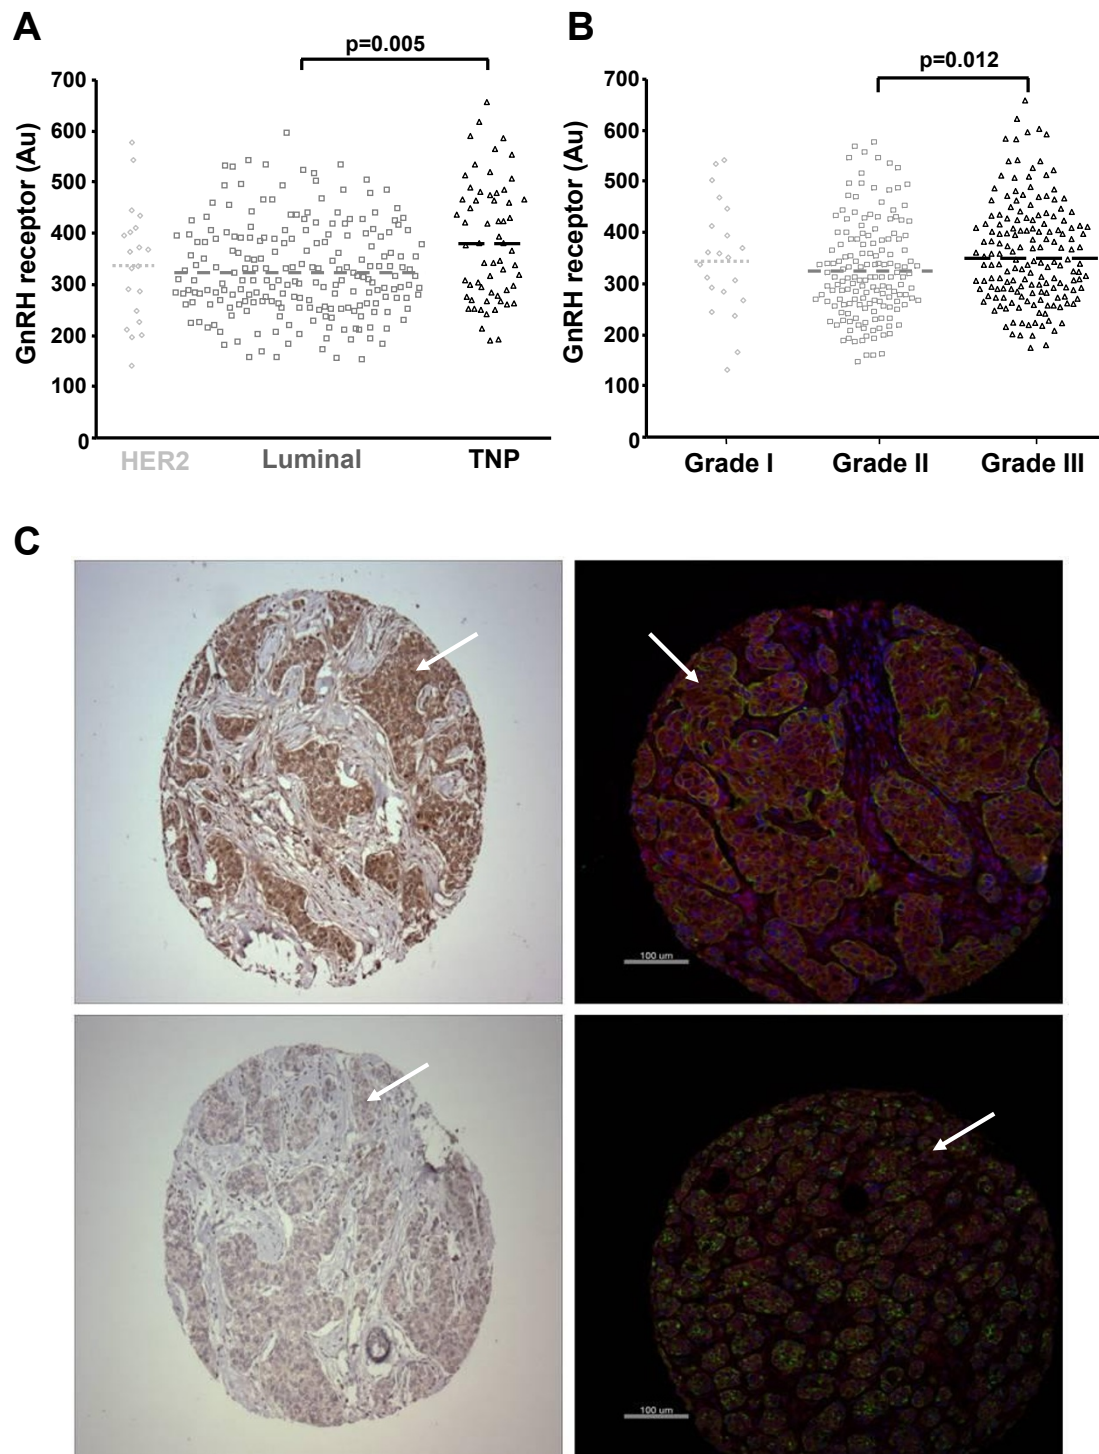 A
p=0.005
GnRH receptor (Au)
700
600
500
400
300
200
100
0
HER2 Luminal TNP
B
p=0.012
GnRH receptor (Au)
700
600
500
400
300
200
100
0
Grade I Grade II Grade III
C
100 um
100 um